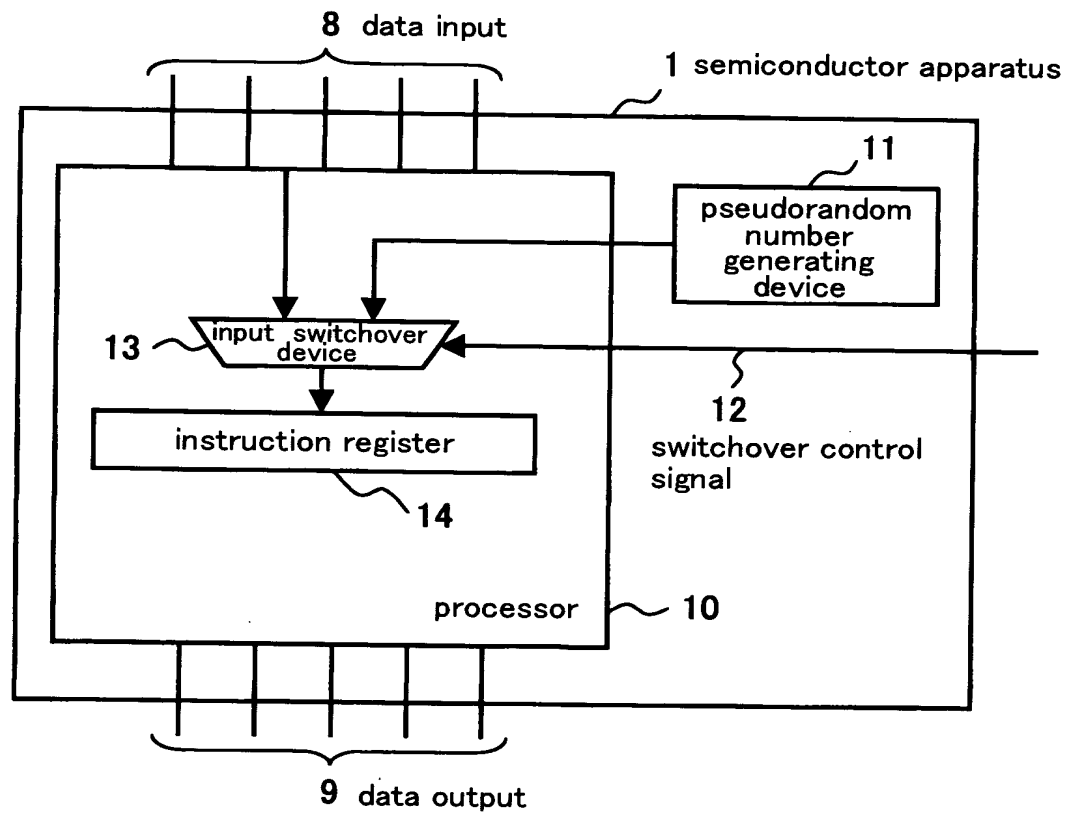 8 data input
1 semiconductor apparatus
11
pseudorandom
number
generating
device
input switchover
device
13
12
switchover control
signal
instruction register
14
processor
10
9 data output